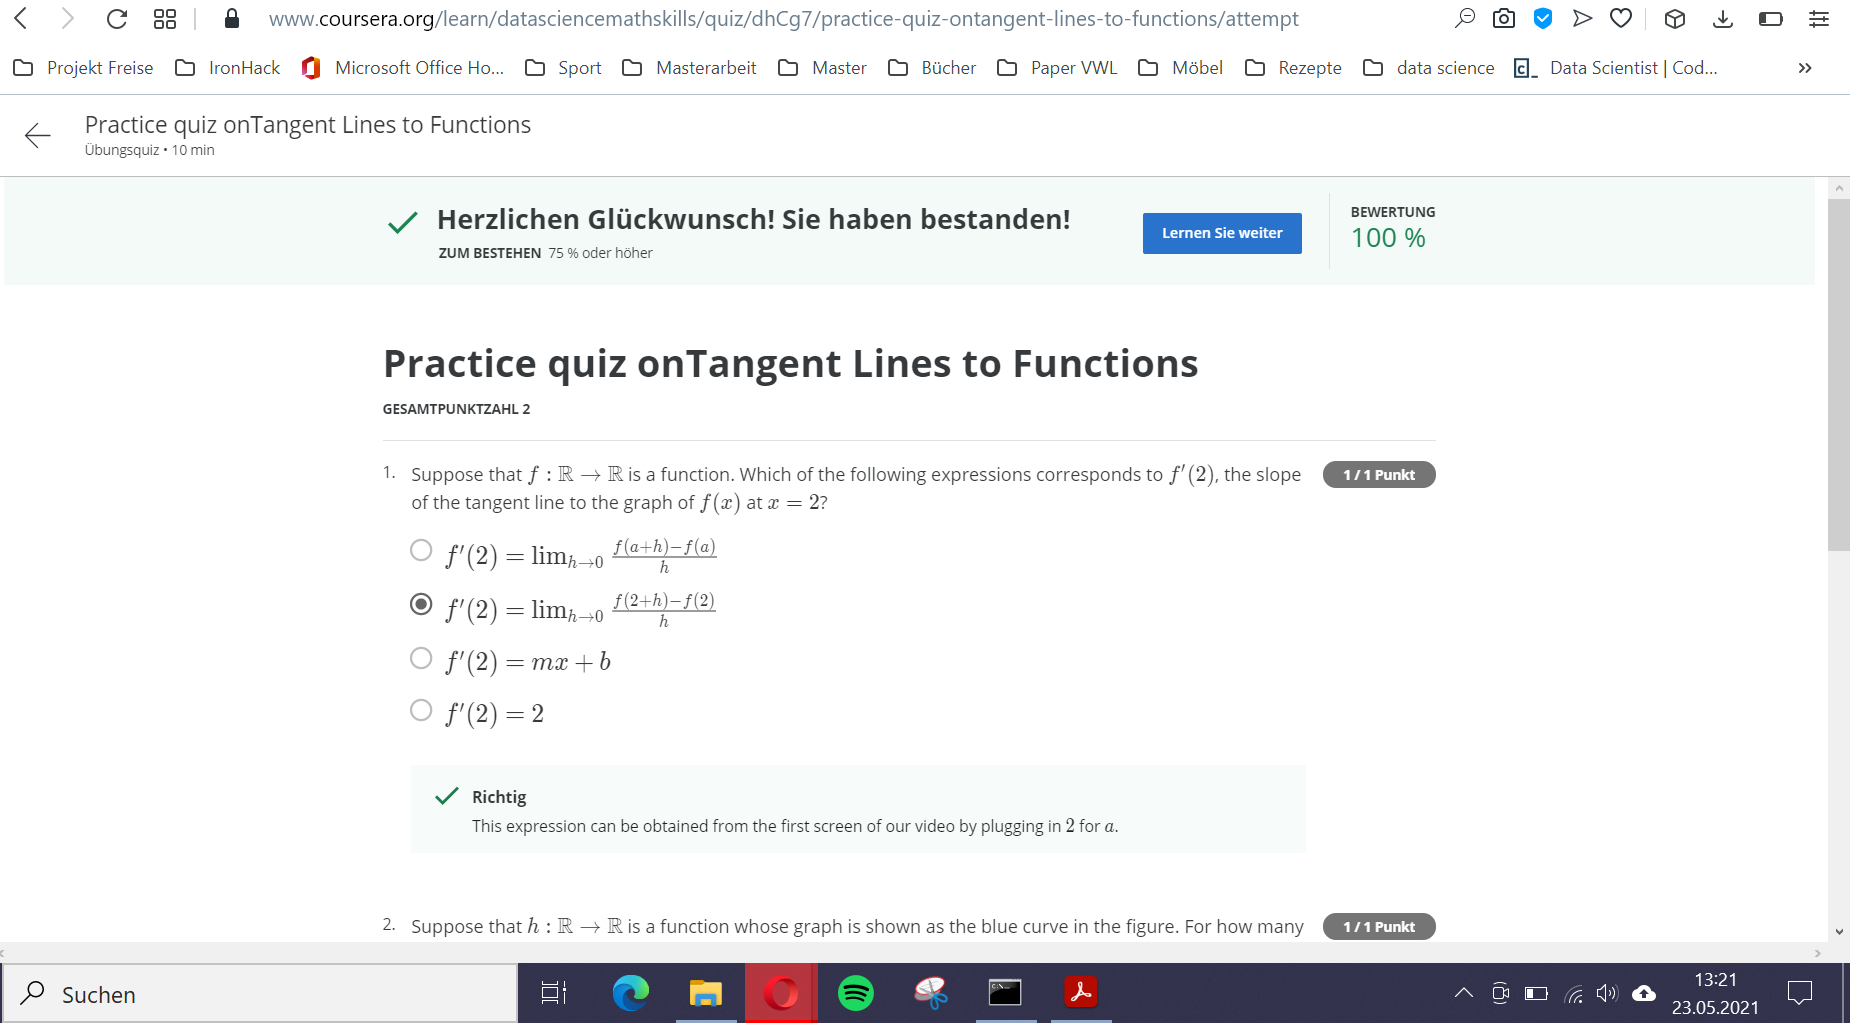 www.coursera.org/learn/datasciencemathskills/quiz/dhCg7/practice-quiz-ontangent-lines-to-functions/attempt
Projekt Freise IronHack Microsoft Office Ho... Sport Masterarbeit Master Bücher Paper VWL Möbel Rezepte data science Data Scientist | Cod... »
Practice quiz onTangent Lines to Functions
Übungsquiz • 10 min
Herzlichen Glückwunsch! Sie haben bestanden!
ZUM BESTEHEN 75 % oder höher
Lernen Sie weiter
BEWERTUNG
100 %
Practice quiz onTangent Lines to Functions
GESAMTPUNKTZAHL 2
1. Suppose that f : ℝ → ℝ is a function. Which of the following expressions corresponds to f′(2), the slope 1 / 1 Punkt
of the tangent line to the graph of f(x) at x = 2?
f′(2) = lim_{h→0} \frac{f(a+h)−f(a)}{h}
f′(2) = lim_{h→0} \frac{f(2+h)−f(2)}{h}
f′(2) = mx + b
f′(2) = 2
Richtig
This expression can be obtained from the first screen of our video by plugging in 2 for a.
2. Suppose that h : ℝ → ℝ is a function whose graph is shown as the blue curve in the figure. For how many 1 / 1 Punkt
Suchen
13:21
23.05.2021